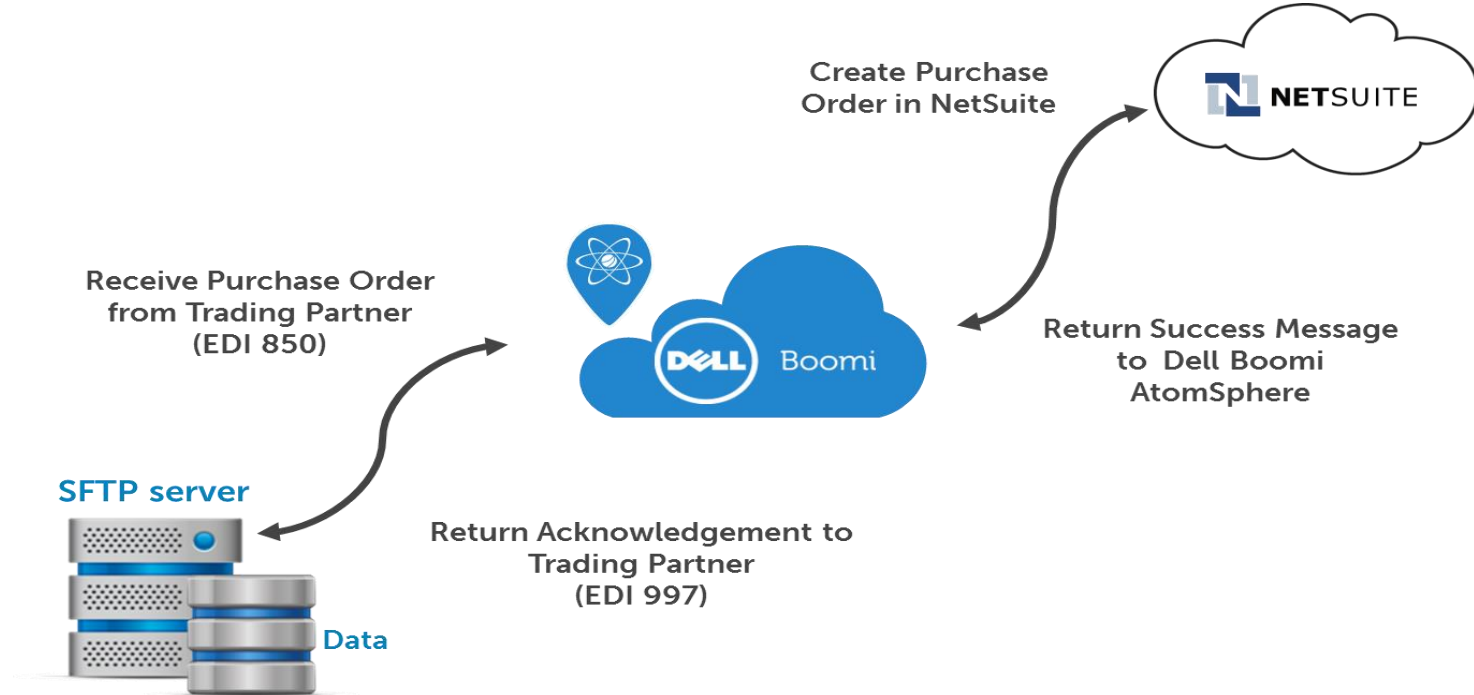 Create Purchase
Order in NetSuite
NETSUITE
Receive Purchase Order
from Trading Partner
(EDI 850)
DELL Boomi
Return Success Message
to Dell Boomi
AtomSphere
SFTP server
Return Acknowledgement to
Trading Partner
(EDI 997)
Data